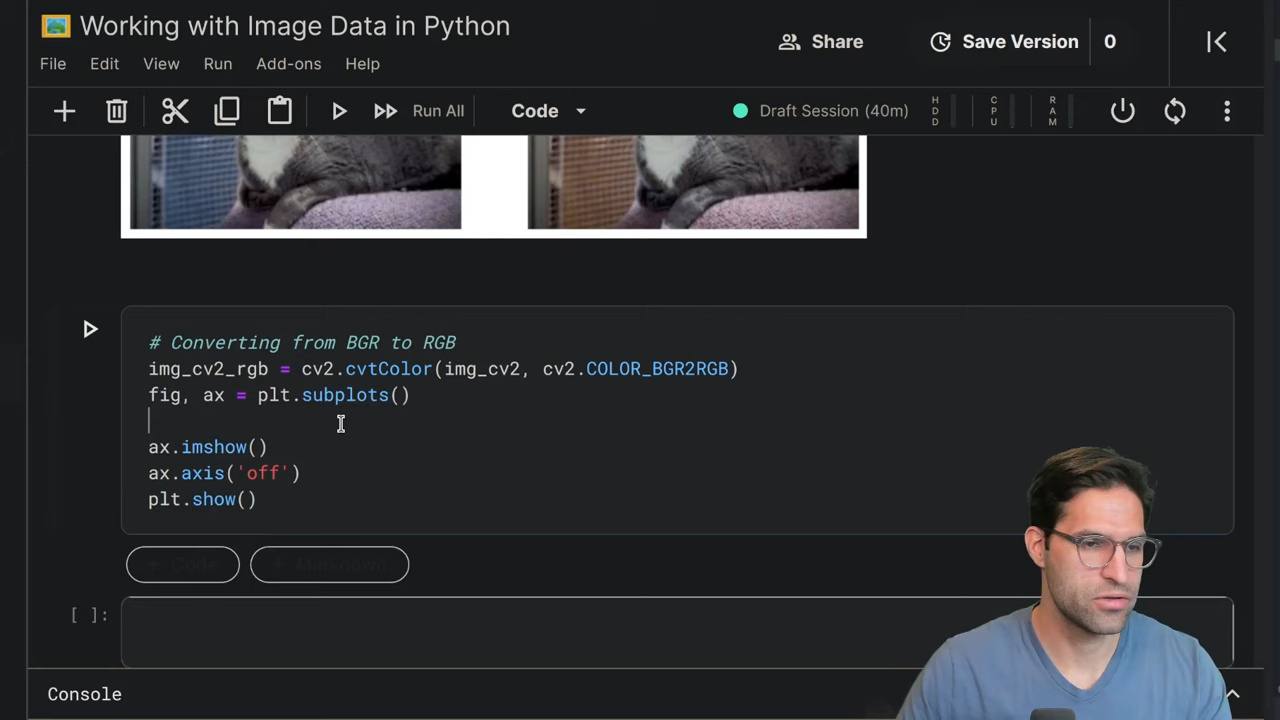 Working with Image Data in Python
Share
Save Version
0
File Edit View Run Add-ons Help
Run All
Code
Draft Session (40m)
HDD
CPU
RAM
# Converting from BGR to RGB
img_cv2_rgb = cv2.cvtColor(img_cv2, cv2.COLOR_BGR2RGB)
fig, ax = plt.subplots()
ax.imshow()
ax.axis('off')
plt.show()
+ Code
+ Markdown
[ ]:
Console